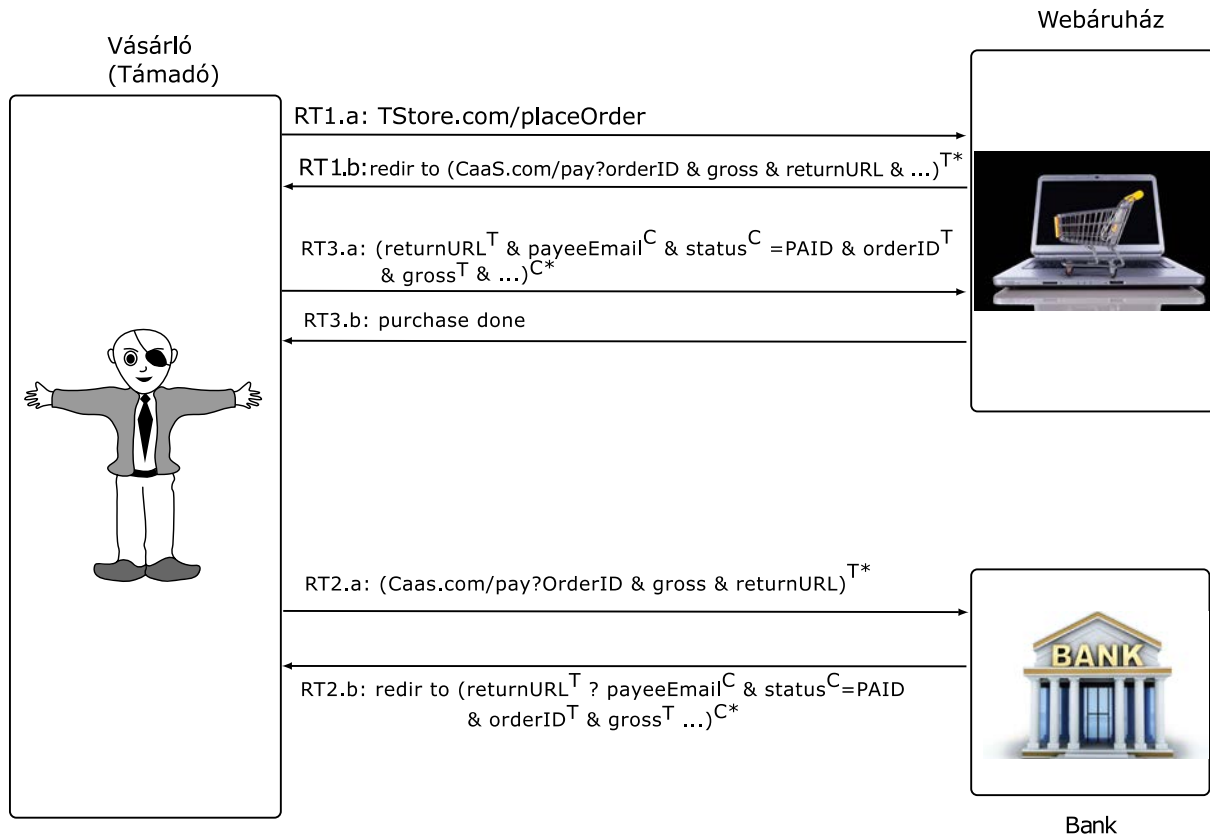 Webáruház
Vásárló
(Támadó)
RT1.a: TStore.com/placeOrder
RT1.b:redir to (CaaS.com/pay?orderID & gross & returnURL & ...)T*
RT3.a: (returnURLT & payeeEmailC & statusC =PAID & orderIDT
& grossT & ...)C*
RT3.b: purchase done
RT2.a: (Caas.com/pay?OrderID & gross & returnURL)T*
BANK
RT2.b: redir to (returnURLT ? payeeEmailC & statusC=PAID
& orderIDT & grossT ...)C*
Bank